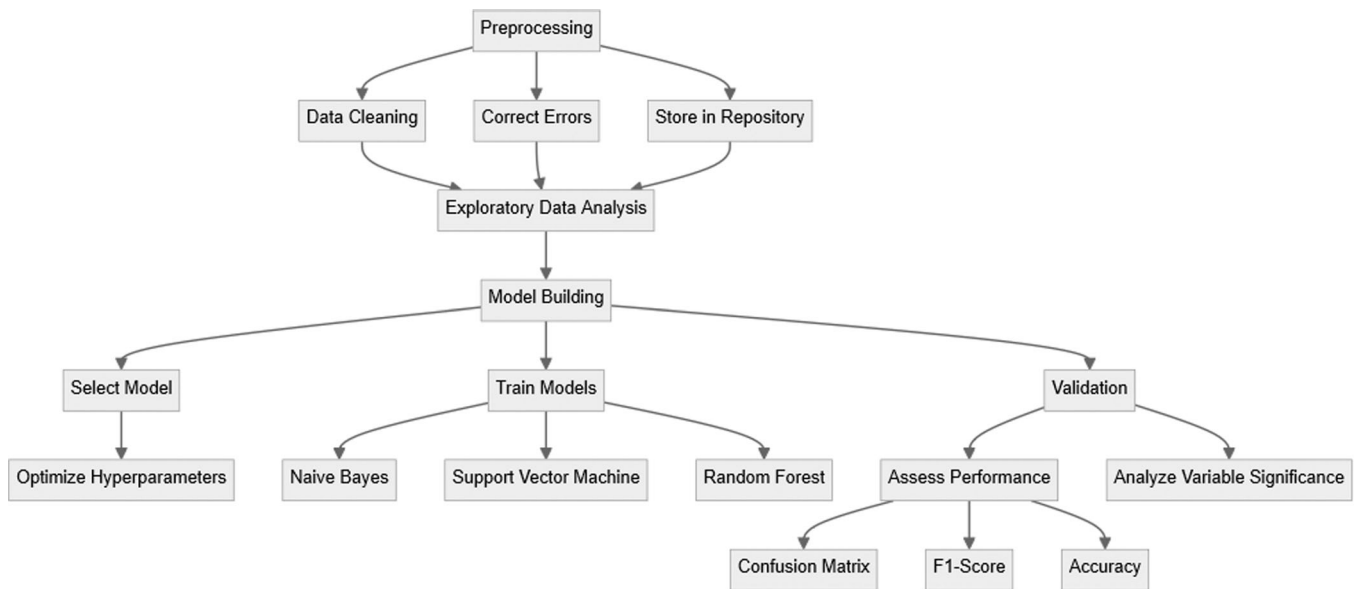 Preprocessing
Data Cleaning
Correct Errors
Store in Repository
Exploratory Data Analysis
Model Building
Select Model
Train Models
Validation
Optimize Hyperparameters
Naive Bayes
Support Vector Machine
Random Forest
Assess Performance
Analyze Variable Significance
Confusion Matrix
F1-Score
Accuracy